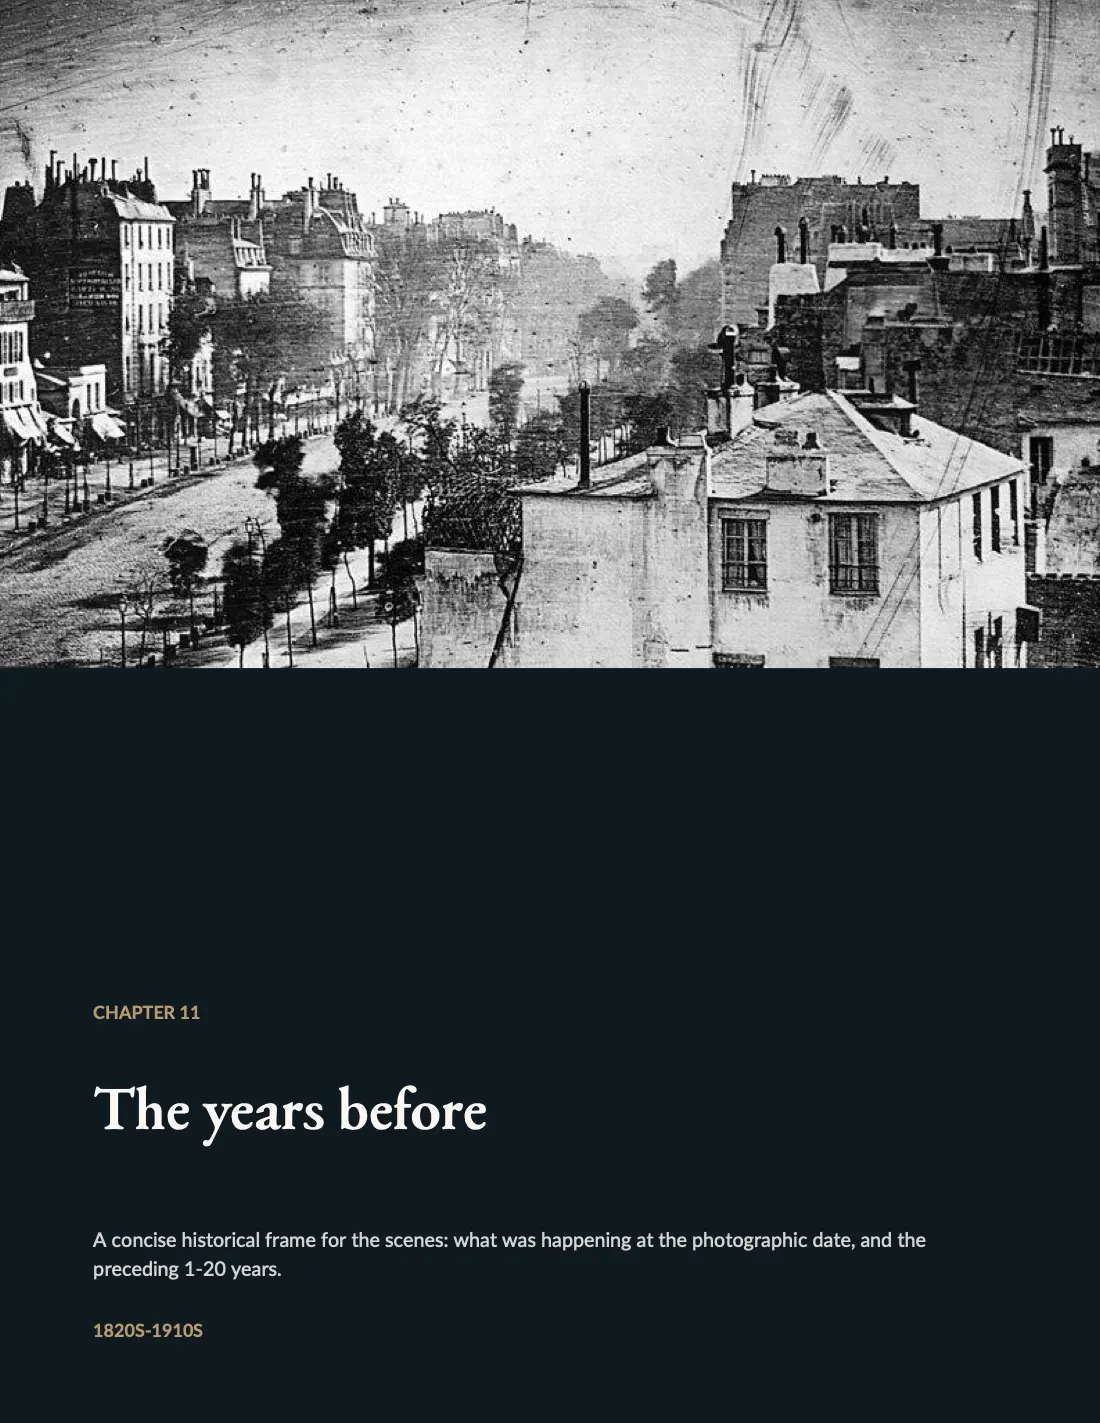 CHAPTER 11
The years before
A concise historical frame for the scenes: what was happening at the photographic date, and the
preceding 1-20 years.
1820S-1910S